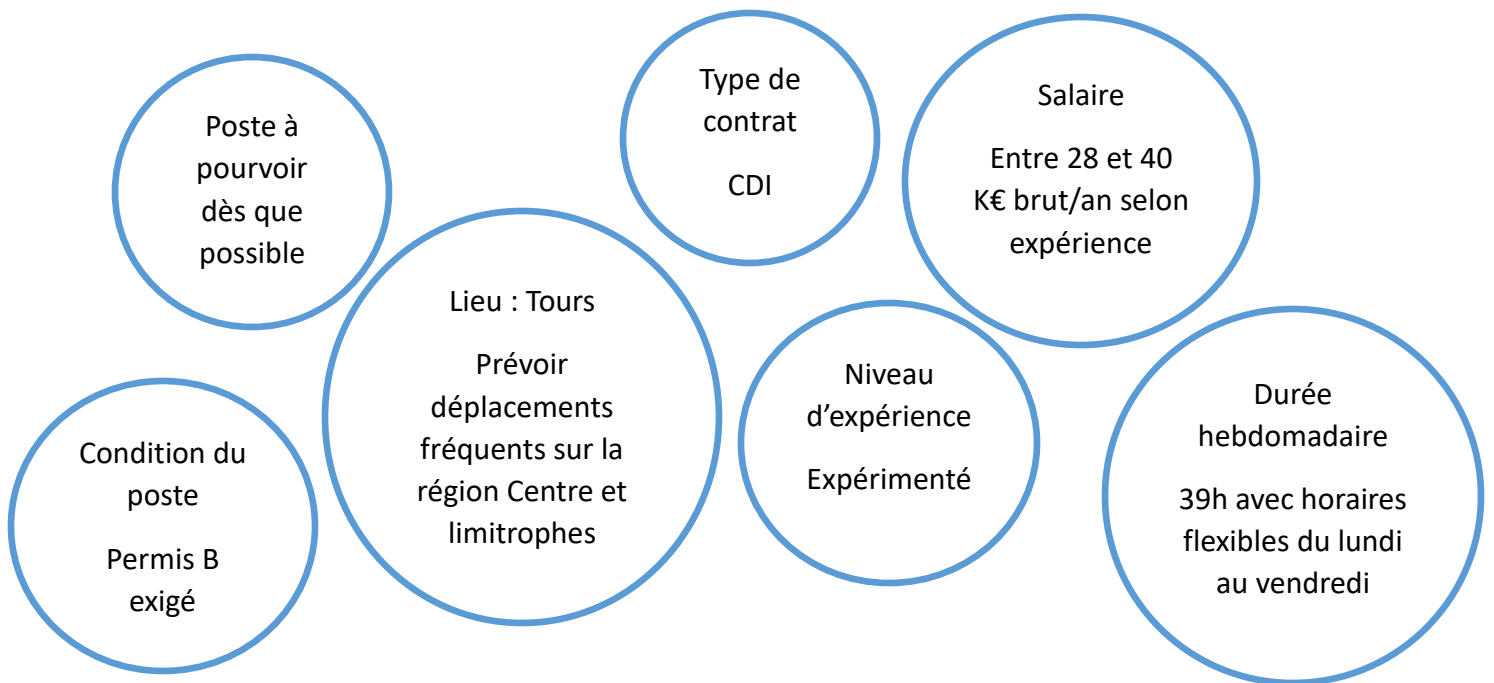 Poste à
pourvoir
dès que
possible
Type de
contrat
CDI
Salaire
Entre 28 et 40
K€ brut/an selon
expérience
Condition du
poste
Permis B
exigé
Lieu : Tours
Prévoir
déplacements
fréquents sur la
région Centre et
limitrophes
Niveau
d’expérience
Expérimenté
Durée
hebdomadaire
39h avec horaires
flexibles du lundi
au vendredi